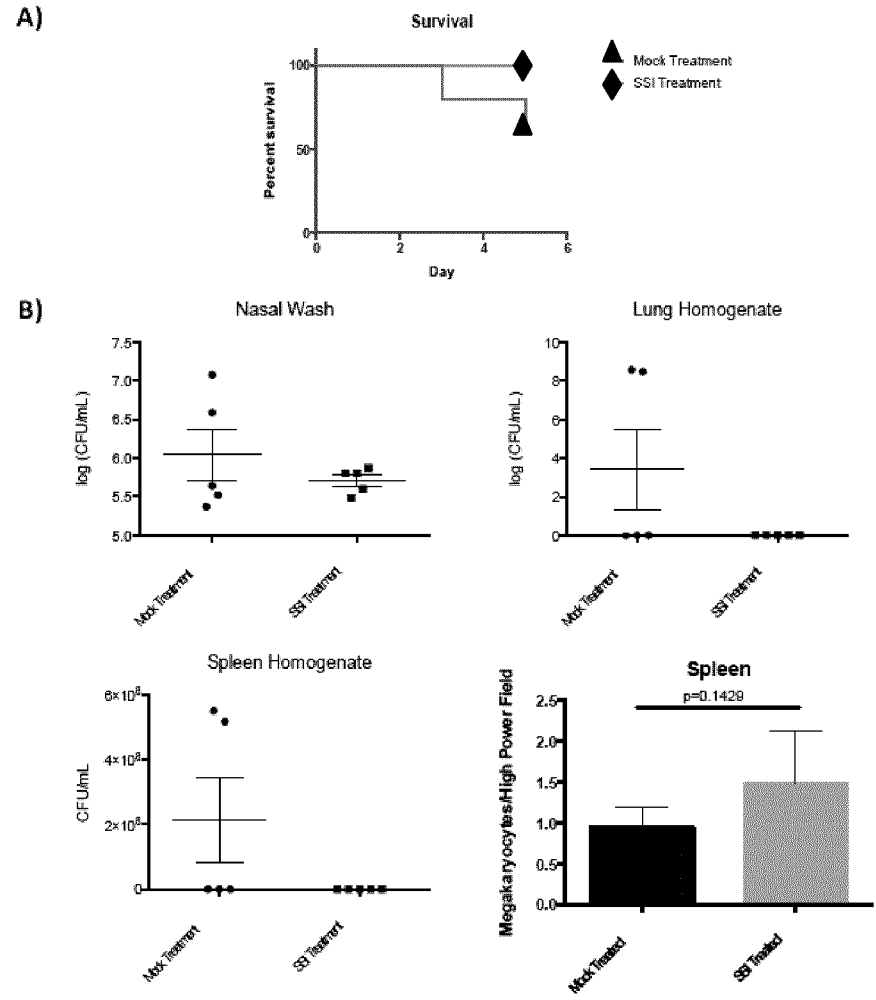 A)
Survival
Percent survival
100
50
0
0 2 4 6
Day
Mock Treatment
SSI Treatment
B)
Nasal Wash
log (CFU/mL)
7.5
7.0
6.5
6.0
5.5
5.0
Mock Treatment
SSI Treatment
Lung Homogenate
log (CFU/mL)
10
8
6
4
2
0
Mock Treatment
SSI Treatment
Spleen Homogenate
CFU/mL
6×10⁸
4×10⁸
2×10⁸
0
Mock Treatment
SSI Treatment
Spleen
p=0.1429
Megakaryocytes/High Power Field
2.5
2.0
1.5
1.0
0.5
0.0
Mock Treated
SSI Treated